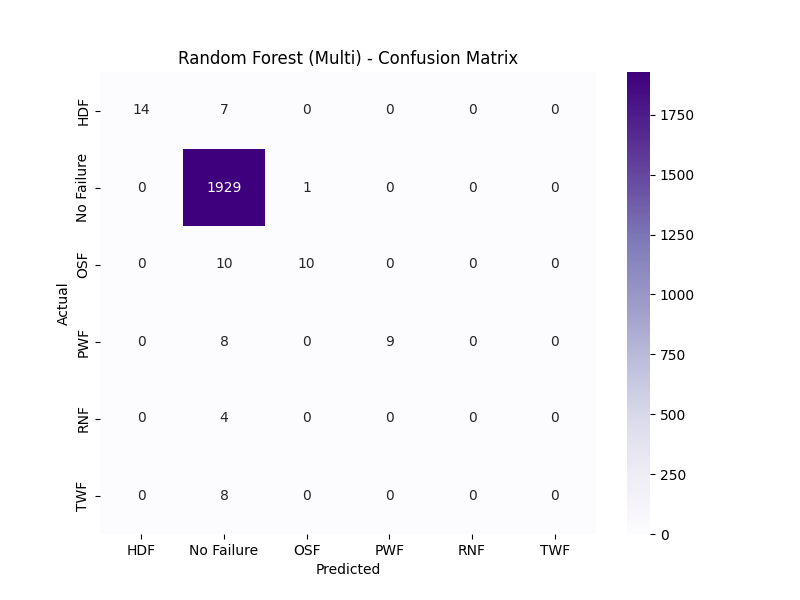 Random Forest (Multi) - Confusion Matrix
HDF 14 7 0 0 0 0
No Failure 0 1929 1 0 0 0
OSF 0 10 10 0 0 0
PWF 0 8 0 9 0 0
RNF 0 4 0 0 0 0
TWF 0 8 0 0 0 0
HDF No Failure OSF PWF RNF TWF
Predicted
Actual
1750
1500
1250
1000
750
500
250
0